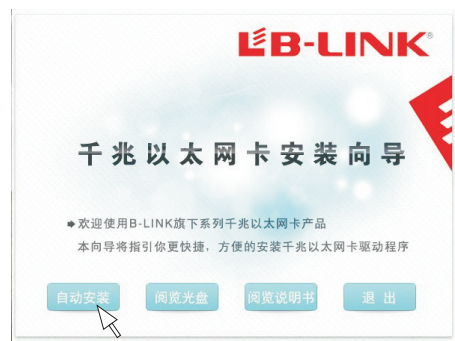 LB-LINK®
千兆以太网卡安装向导
欢迎使用B-LINK旗下系列千兆以太网卡产品
本向导将指引你更快捷，方便的安装千兆以太网卡驱动程序
自动安装 阅览光盘 阅览说明书 退 出